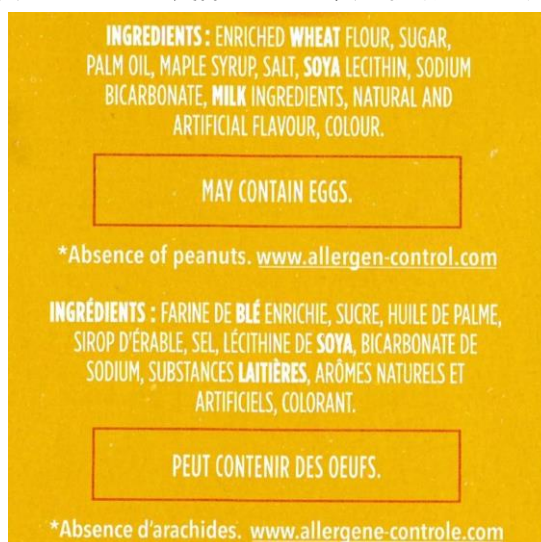 INGREDIENTS : ENRICHED WHEAT FLOUR, SUGAR,
PALM OIL, MAPLE SYRUP, SALT, SOYA LECITHIN, SODIUM
BICARBONATE, MILK INGREDIENTS, NATURAL AND
ARTIFICIAL FLAVOUR, COLOUR.
MAY CONTAIN EGGS.
*Absence of peanuts. www.allergen-control.com
INGRÉDIENTS : FARINE DE BLÉ ENRICHIE, SUCRE, HUILE DE PALME,
SIROP D'ÉRABLE, SEL, LÉCITHINE DE SOYA, BICARBONATE DE
SODIUM, SUBSTANCES LAITIÈRES, ARÔMES NATURELS ET
ARTIFICIELS, COLORANT.
PEUT CONTENIR DES OEUFS.
*Absence d'arachides. www.allergene-controle.com